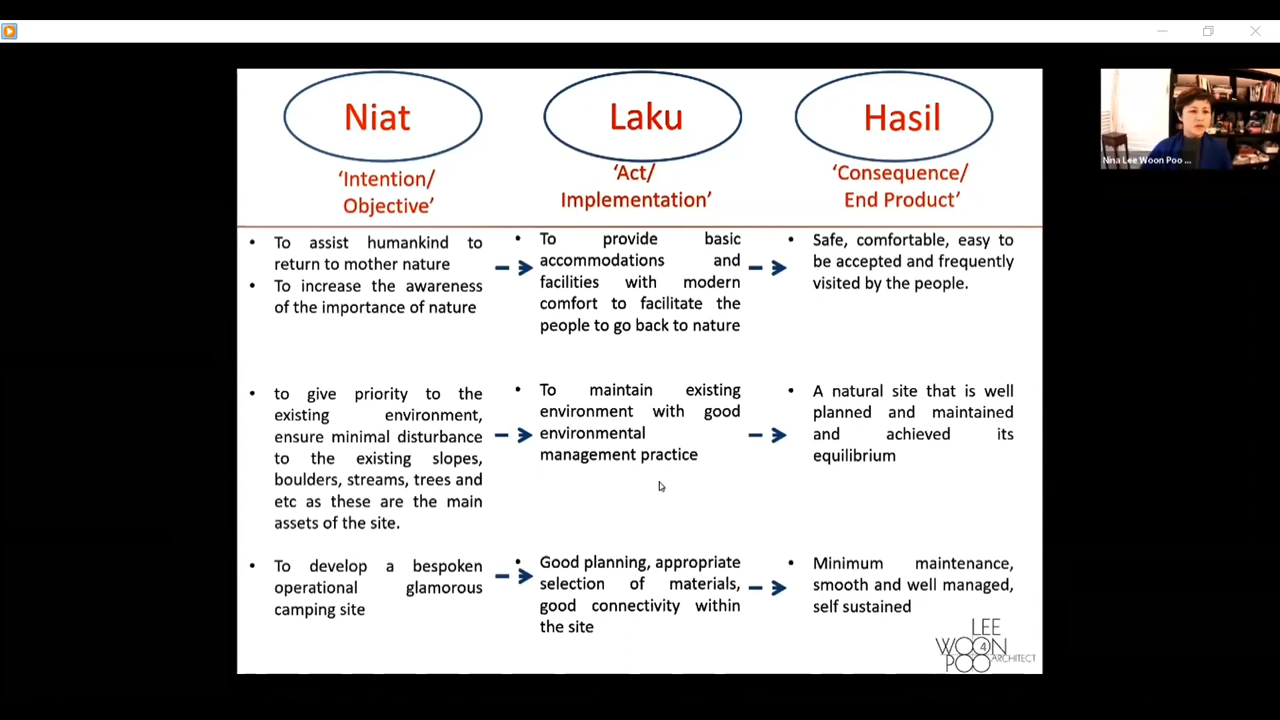 Niat
Laku
Hasil
‘Intention/
Objective’
‘Act/
Implementation’
‘Consequence/
End Product’
• To assist humankind to
return to mother nature
• To increase the awareness
of the importance of nature
• To provide basic
accommodations and
facilities with modern
comfort to facilitate the
people to go back to nature
• Safe, comfortable, easy to
be accepted and frequently
visited by the people.
• to give priority to the
existing environment,
ensure minimal disturbance
to the existing slopes,
boulders, streams, trees and
etc as these are the main
assets of the site.
• To maintain existing
environment with good
environmental
management practice
• A natural site that is well
planned and maintained
and achieved its
equilibrium
• To develop a bespoken
operational glamorous
camping site
• Good planning, appropriate
selection of materials,
good connectivity within
the site
• Minimum maintenance,
smooth and well managed,
self sustained
LEE
WOON
POO ARCHITECT
4
Nina Lee Woon Poo ...